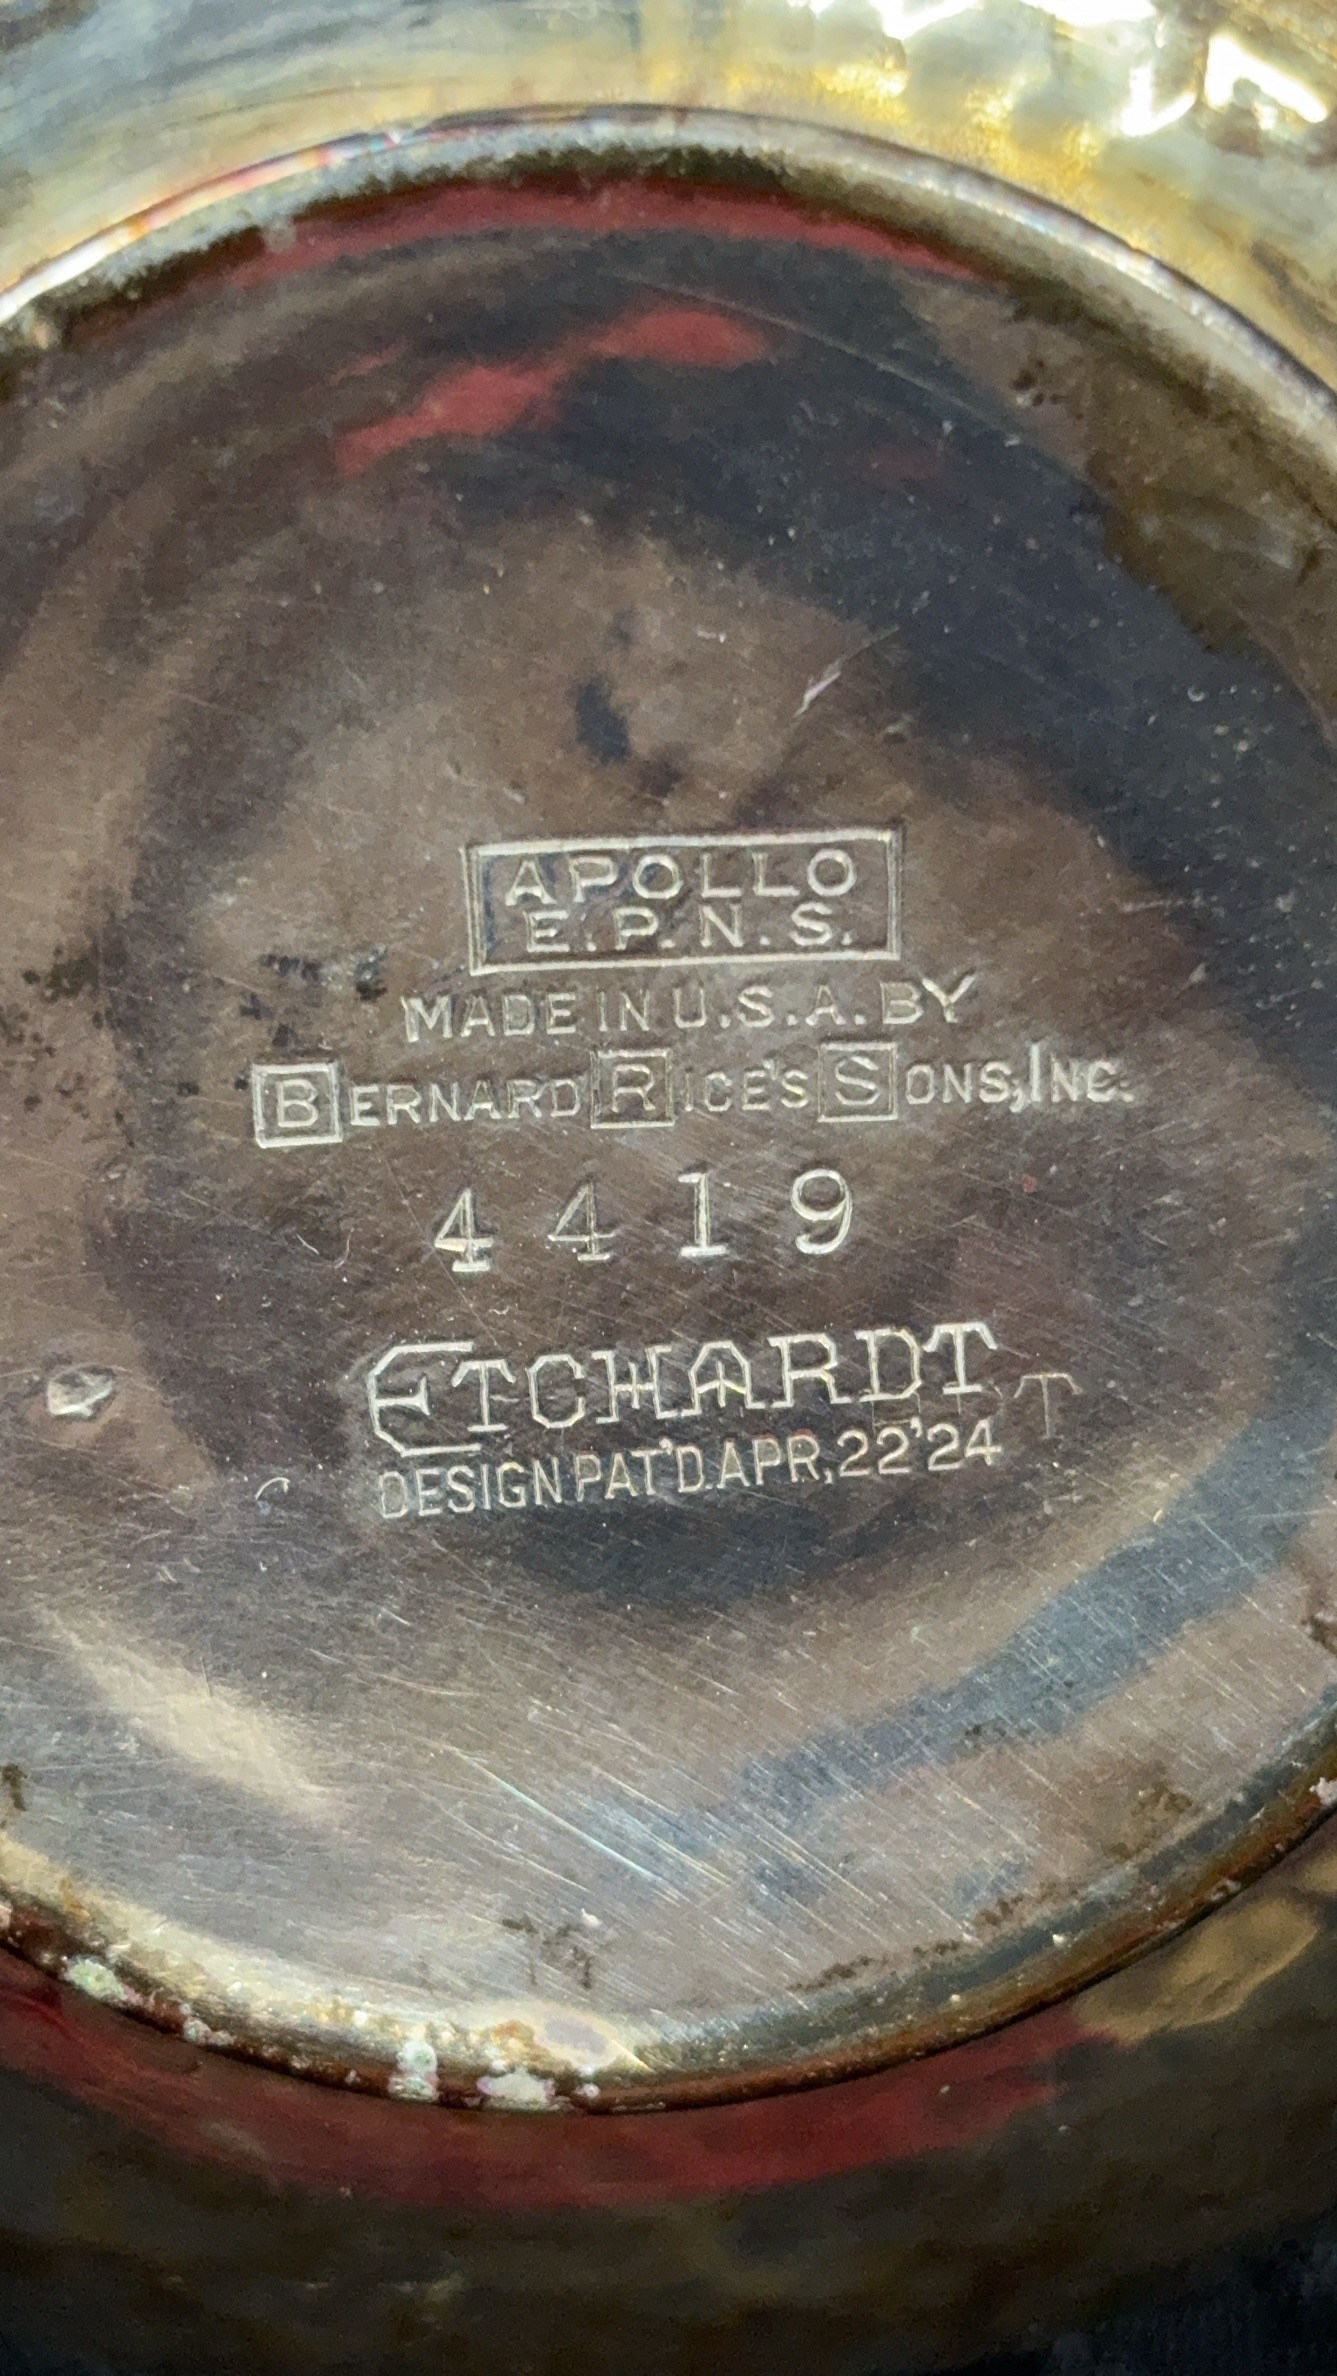 APOLLO
E.P.N.S.
MADE IN U.S.A. BY
BERNARD RICE'S SONS, INC.
4419
ETCHARDT T
DESIGN PAT'D. APR, 22'24